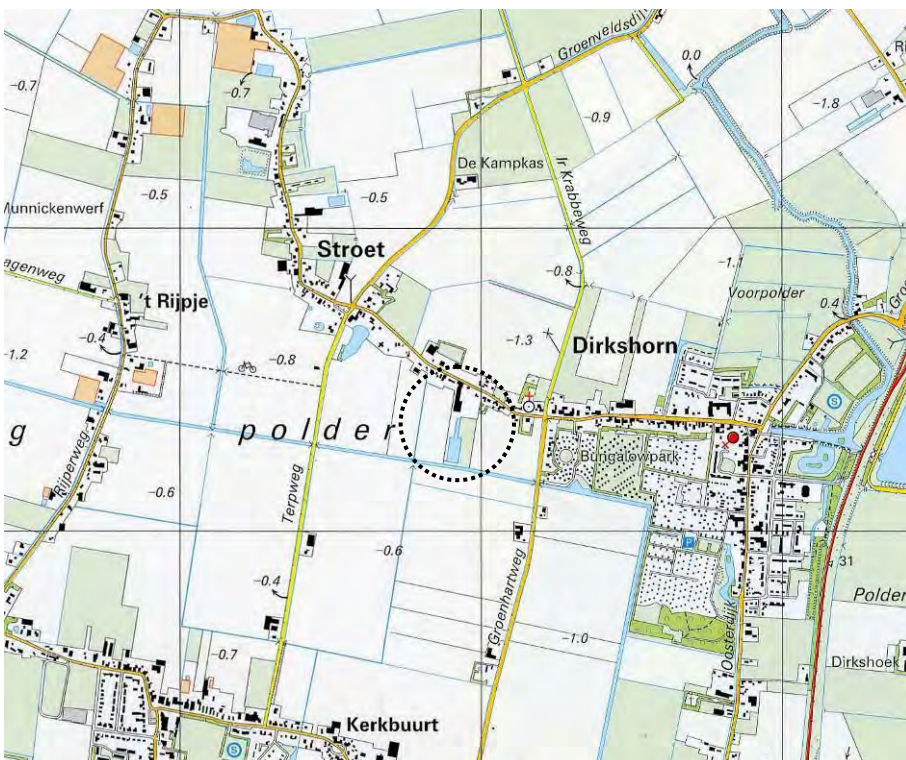 Groenveldsdijk
0.0
-0.7
-0.7
-1.8
-0.9
De Kampkas
Ir Krabbeweg
-0.5
-0.5
Munnickenwerf
Stroet
-0.8
-1.1
agenweg
't Rijpje
Voorpolder
0.4
Gro
-0.4
-1.3
Dirkshorn
-1.2
-0.8
S
g polder
Bungalowpark
Rijperweg
-0.6
Terpweg
-0.6
P
31
-0.4
Groenhartweg
Polder
-1.0
Oosterdijk
-0.7
Dirkshoek
Kerkbuurt
S